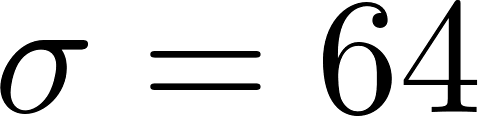 σ = 64